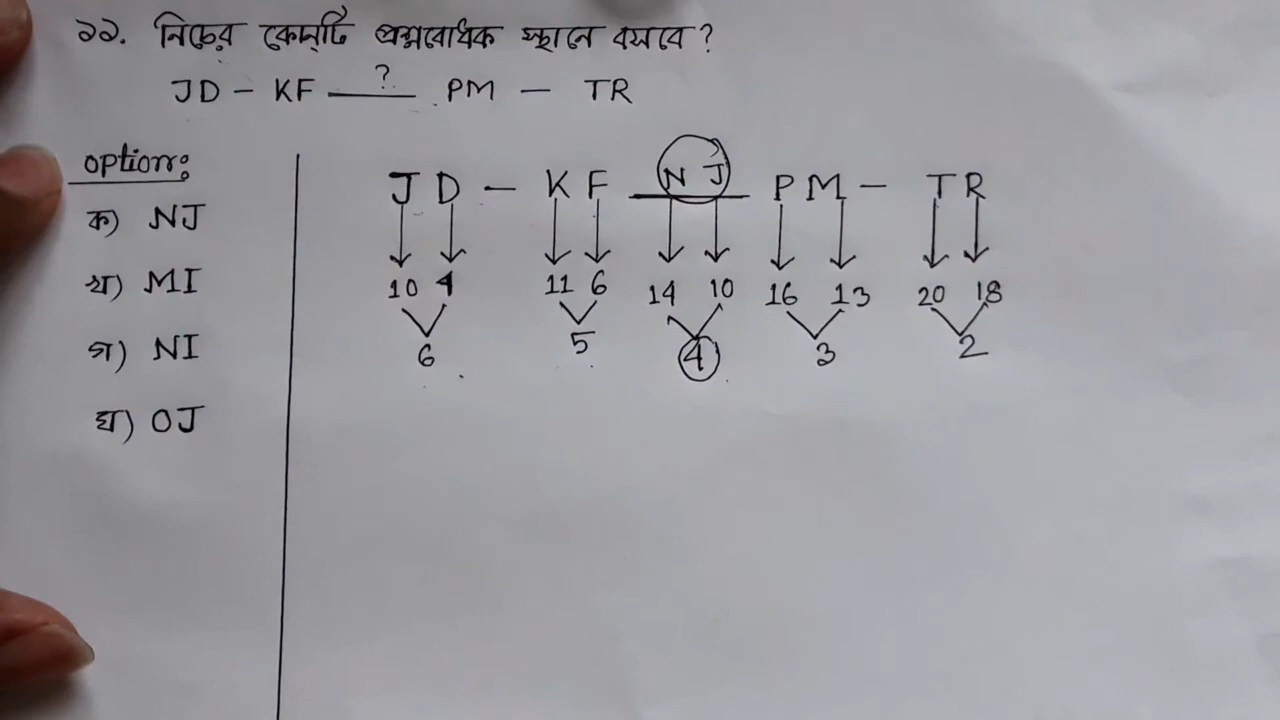 ১১. নিচের কোনটি প্রশ্নবোধক স্থানে বসবে?
JD - KF ? PM - TR
option:
ক) NJ
খ) MI
গ) NI
ঘ) OJ
J D - K F N J P M - T R
10 4 11 6 14 10 16 13 20 18
6 5 4 3 2